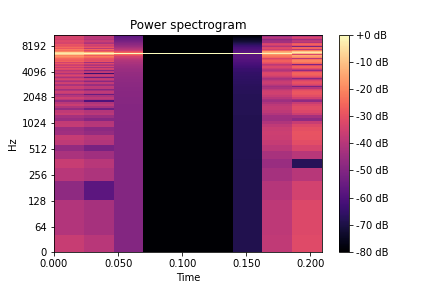 Power spectrogram
8192
4096
2048
1024
512
256
128
64
0
Hz
0.000 0.050 0.100 0.150 0.200
Time
+0 dB
-10 dB
-20 dB
-30 dB
-40 dB
-50 dB
-60 dB
-70 dB
-80 dB